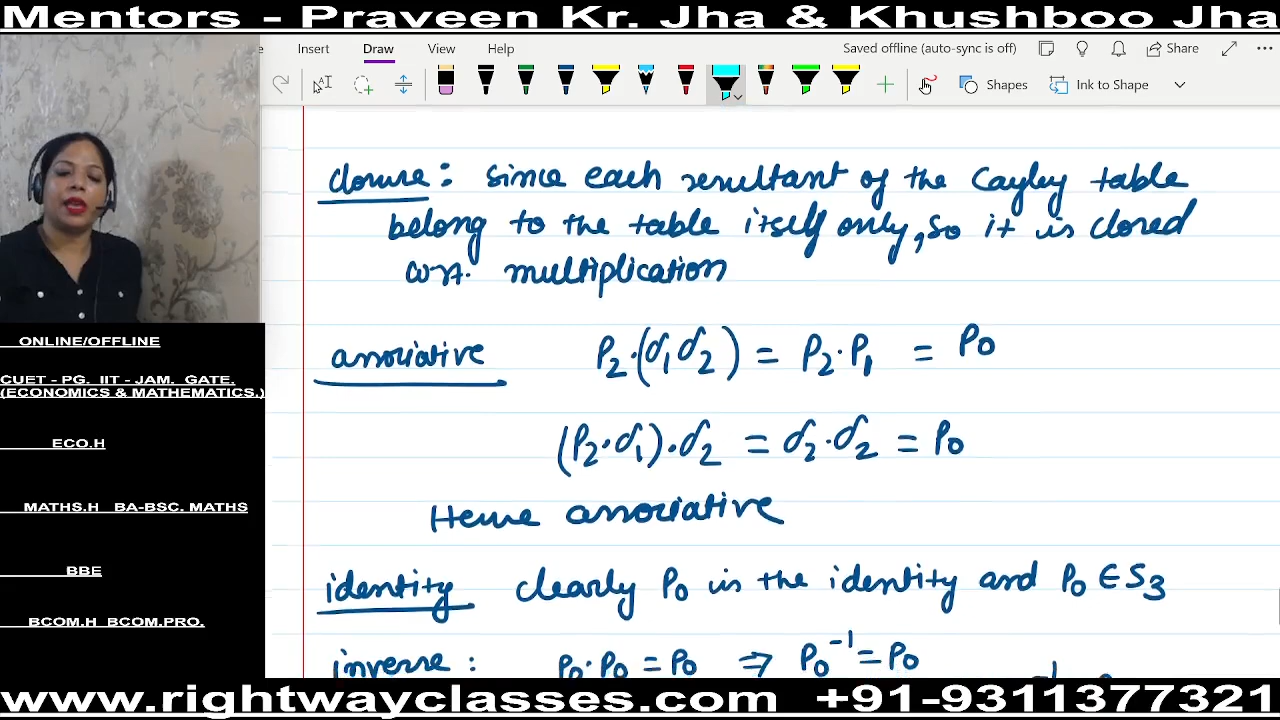 Mentors - Praveen Kr. Jha & Khushboo Jha
Insert Draw View Help Saved offline (auto-sync is off) Share
Shapes Ink to Shape
closure: Since each resultant of the Cayley table
belong to the table itself only, so it is closed
w.r.t. multiplication
associative P₂·(σ₁σ₂) = P₂·P₁ = P₀
(P₂·σ₁)·σ₂ = σ₂·σ₂ = P₀
Hence associative
identity clearly P₀ is the identity and P₀ ∈ S₃
inverse: P₀·P₀ = P₀ ⇒ P₀⁻¹ = P₀
ONLINE/OFFLINE
CUET - PG. IIT - JAM. GATE.
(ECONOMICS & MATHEMATICS.)
ECO.H
MATHS.H BA-BSC. MATHS
BBE
BCOM.H BCOM.PRO.
www.rightwayclasses.com +91-9311377321